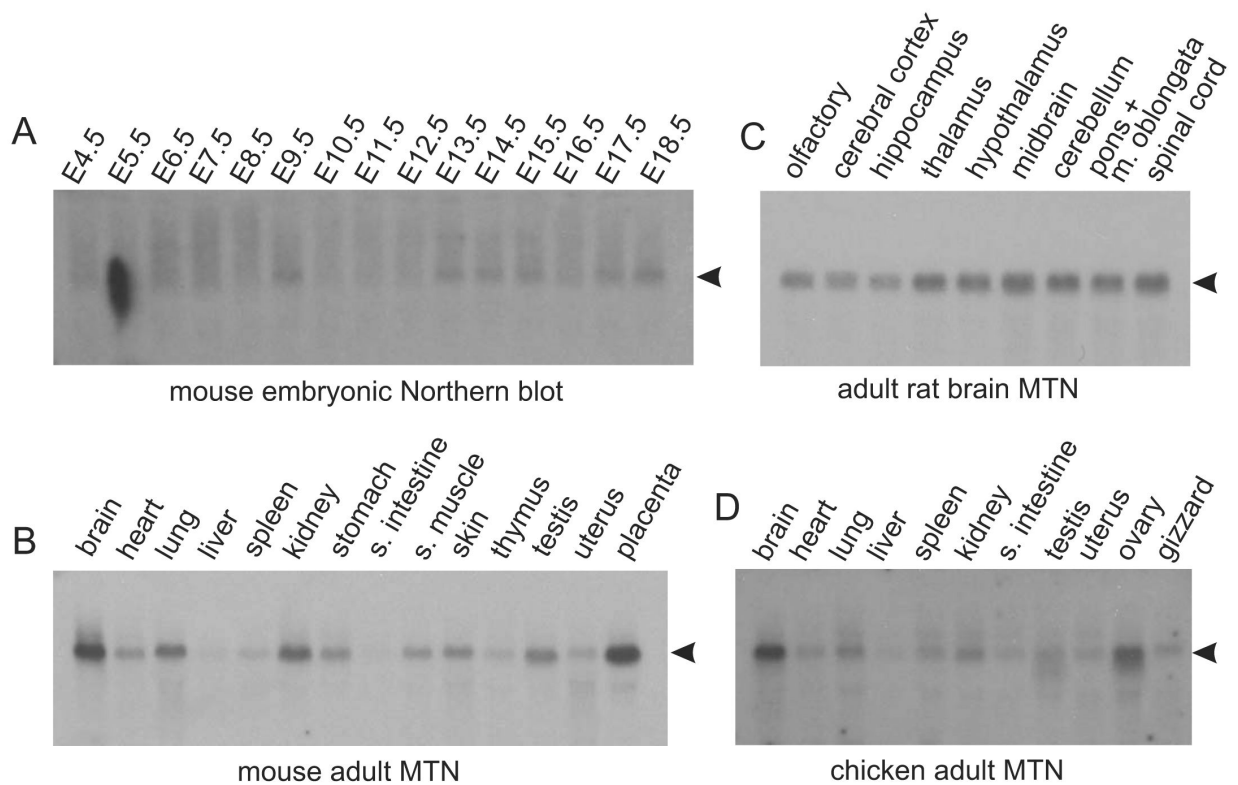 A
E4.5
E5.5
E6.5
E7.5
E8.5
E9.5
E10.5
E11.5
E12.5
E13.5
E14.5
E15.5
E16.5
E17.5
E18.5
mouse embryonic Northern blot
C
olfactory
cerebral cortex
hippocampus
thalamus
hypothalamus
midbrain
cerebellum
pons +
m. oblongata
spinal cord
adult rat brain MTN
B
brain
heart
lung
liver
spleen
kidney
stomach
s. intestine
s. muscle
skin
thymus
testis
uterus
placenta
mouse adult MTN
D
brain
heart
lung
liver
spleen
kidney
s. intestine
testis
uterus
ovary
gizzard
chicken adult MTN